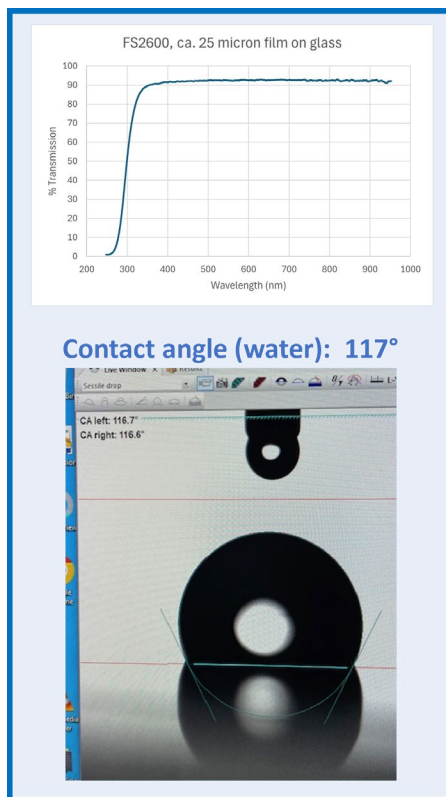 FS2600, ca. 25 micron film on glass
100
90
80
70
60
50
40
30
20
10
0
% Transmission
200 300 400 500 600 700 800 900 1000
Wavelength (nm)
Contact angle (water): 117°
Live Window X
Sessile drop
CA left: 116.7°
CA right: 116.6°